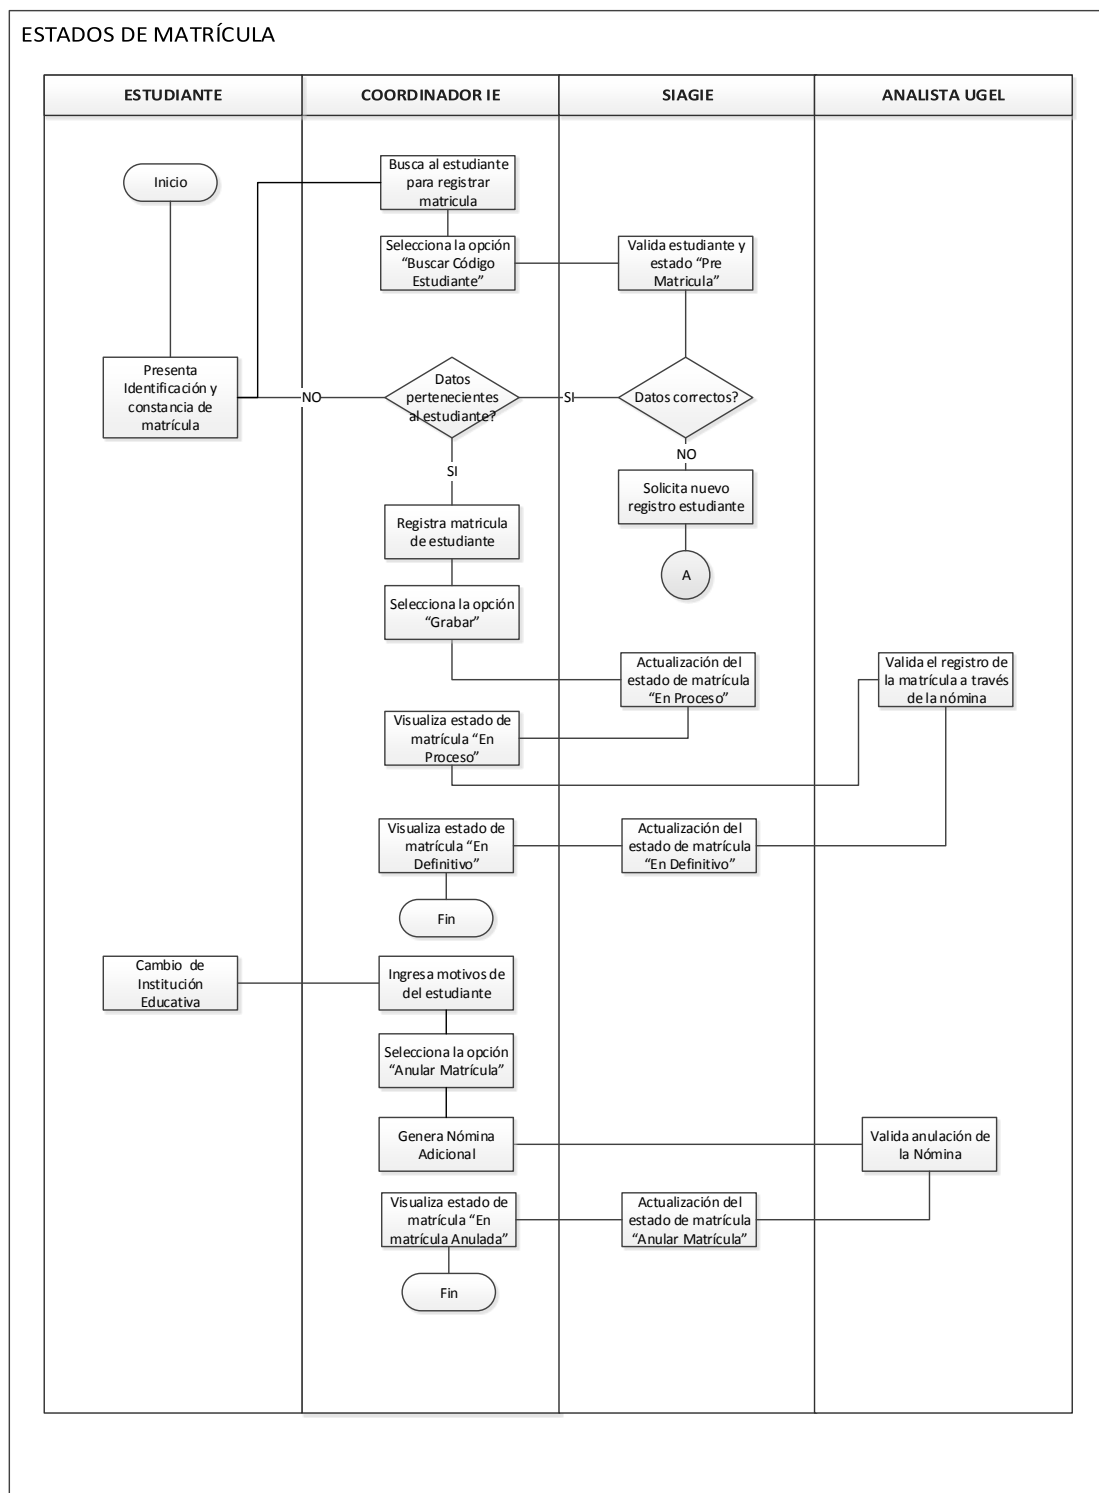 ESTADOS DE MATRÍCULA
ESTUDIANTE
COORDINADOR IE
SIAGIE
ANALISTA UGEL
Inicio
Busca al estudiante
para registrar
matricula
Selecciona la opción
“Buscar Código
Estudiante”
Valida estudiante y
estado “Pre
Matricula”
Presenta
Identificación y
constancia de
matrícula
NO
Datos
pertenecientes
al estudiante?
SI
Datos correctos?
SI
NO
Solicita nuevo
registro estudiante
Registra matricula
de estudiante
A
Selecciona la opción
“Grabar”
Actualización del
estado de matrícula
“En Proceso”
Valida el registro de
la matrícula a través
de la nómina
Visualiza estado de
matrícula “En
Proceso”
Visualiza estado de
matrícula “En
Definitivo”
Actualización del
estado de matrícula
“En Definitivo”
Fin
Cambio de
Institución
Educativa
Ingresa motivos de
del estudiante
Selecciona la opción
“Anular Matrícula”
Genera Nómina
Adicional
Valida anulación de
la Nómina
Visualiza estado de
matrícula “En
matrícula Anulada”
Actualización del
estado de matrícula
“Anular Matrícula”
Fin